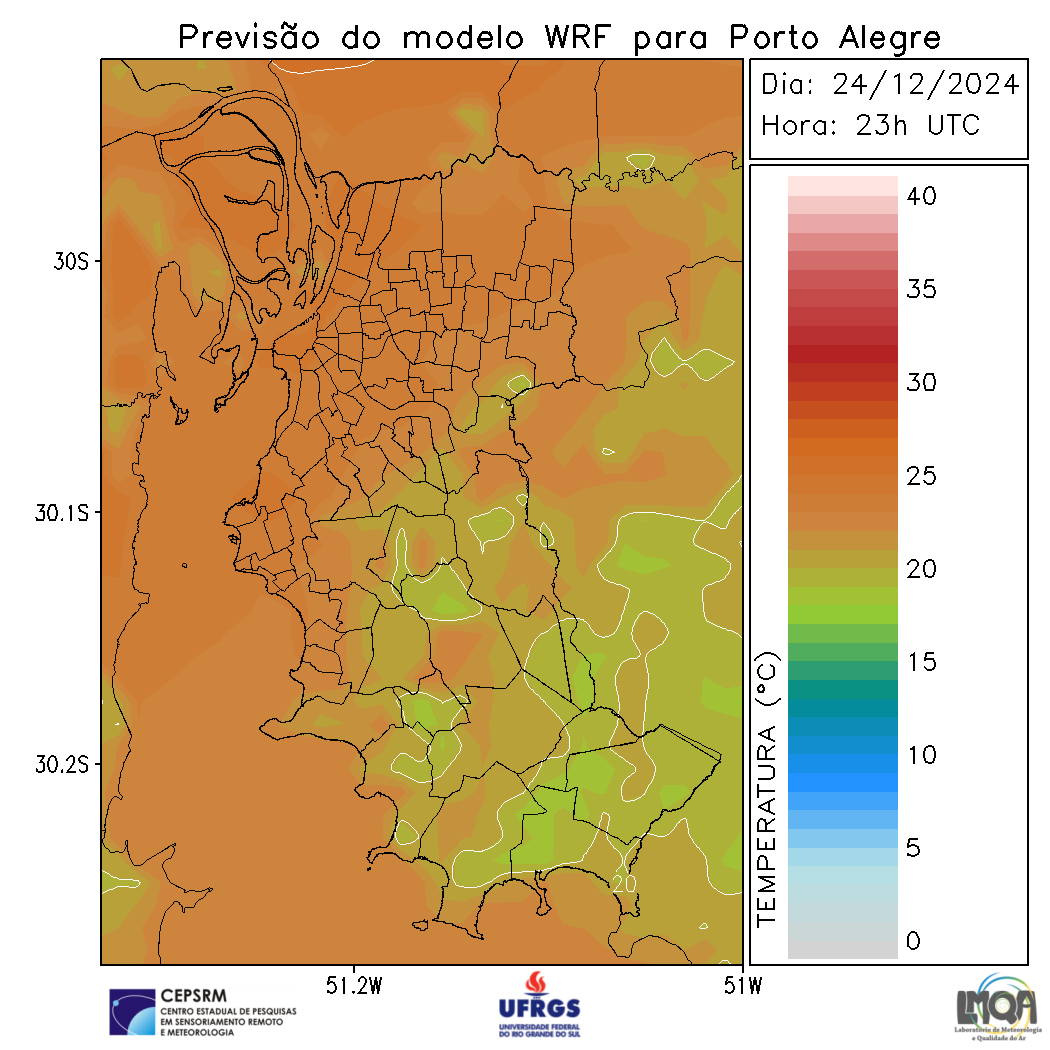 Previsão do modelo WRF para Porto Alegre
Dia: 24/12/2024
Hora: 23h UTC
30S
30.1S
30.2S
51.2W
51W
20
40
35
30
25
20
15
10
5
0
TEMPERATURA (°C)
CEPSRM
CENTRO ESTADUAL DE PESQUISAS
EM SENSORIAMENTO REMOTO
E METEOROLOGIA
UFRGS
UNIVERSIDADE FEDERAL
DO RIO GRANDE DO SUL
LMQA
Laboratório de Meteorologia
e Qualidade do Ar